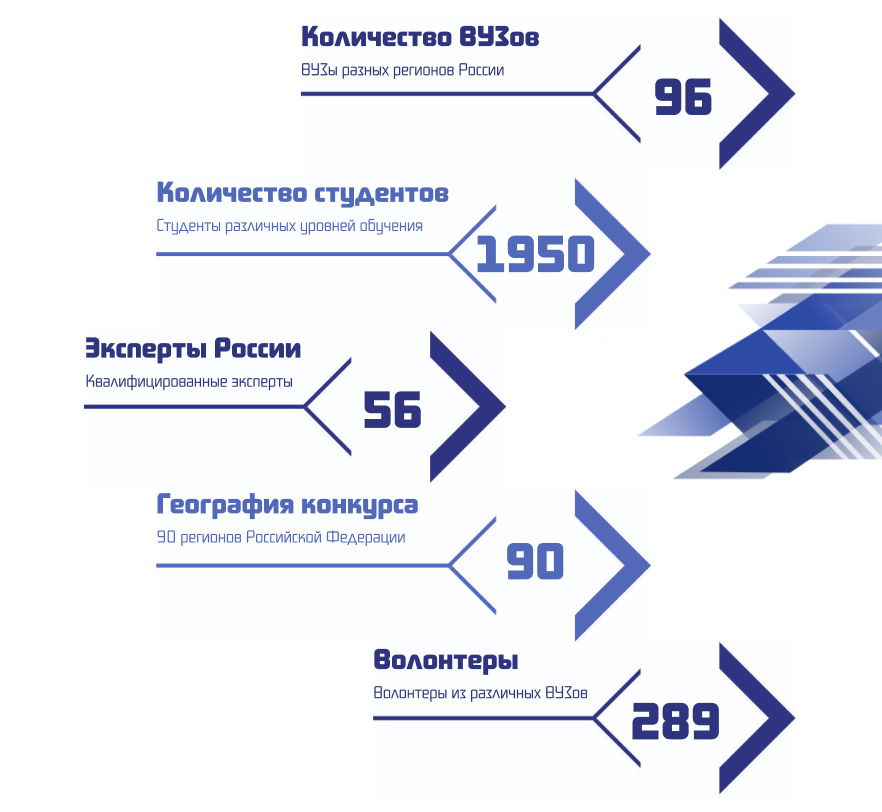 Количество ВУЗов
ВУЗы разных регионов России
96
Количество студентов
Студенты различных уровней обучения
1950
Эксперты России
Квалифицированные эксперты
56
География конкурса
90 регионов Российской Федерации
90
Волонтеры
Волонтеры из различных ВУЗов
289